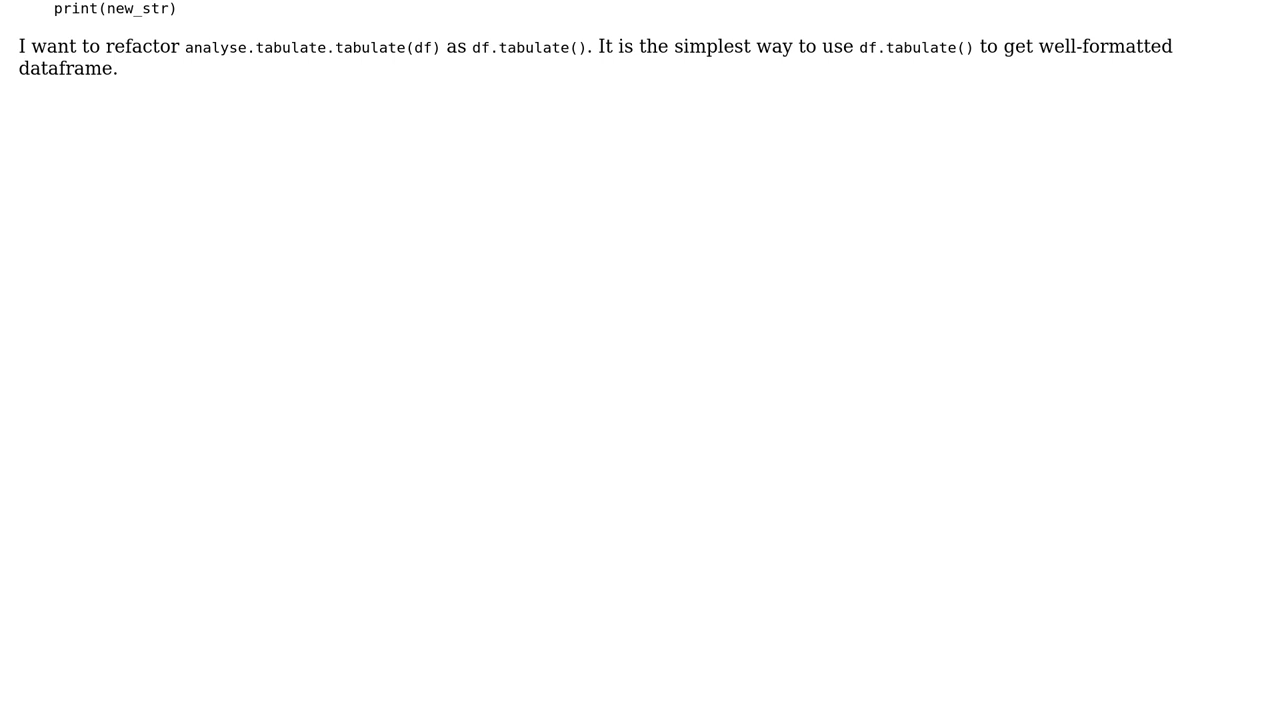 print(new_str)
I want to refactor analyse.tabulate.tabulate(df) as df.tabulate(). It is the simplest way to use df.tabulate() to get well-formatted
dataframe.